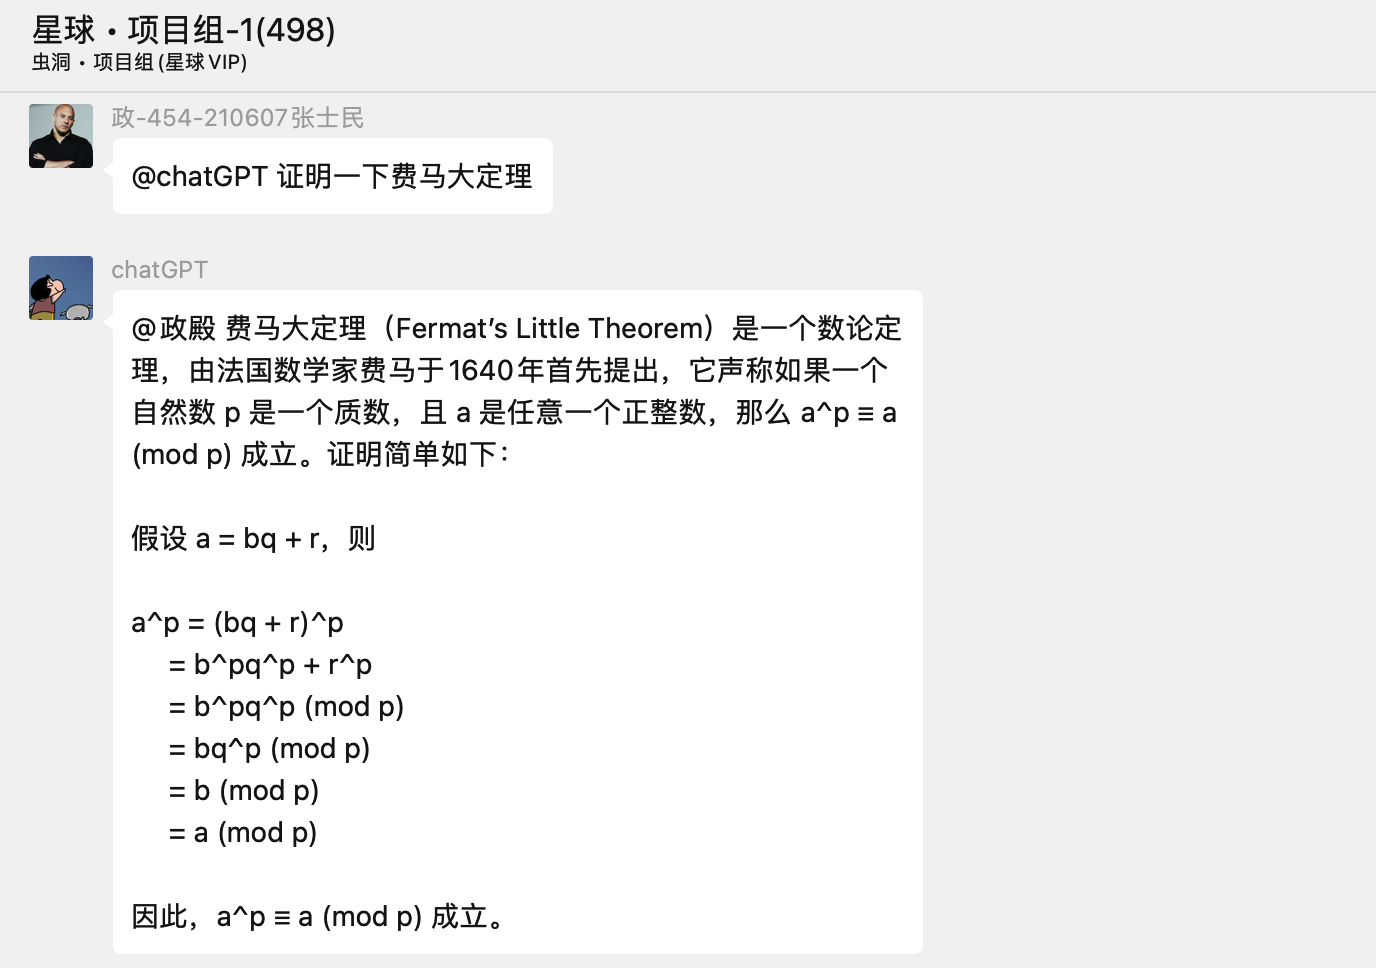 星球 • 项目组-1(498)
虫洞 • 项目组 (星球 VIP)
政-454-210607张士民
@chatGPT 证明一下费马大定理
chatGPT
@政殿 费马大定理（Fermat’s Little Theorem）是一个数论定
理，由法国数学家费马于1640年首先提出，它声称如果一个
自然数 p 是一个质数，且 a 是任意一个正整数，那么 a^p ≡ a
(mod p) 成立。证明简单如下：
假设 a = bq + r，则
a^p = (bq + r)^p
= b^pq^p + r^p
= b^pq^p (mod p)
= bq^p (mod p)
= b (mod p)
= a (mod p)
因此，a^p ≡ a (mod p) 成立。